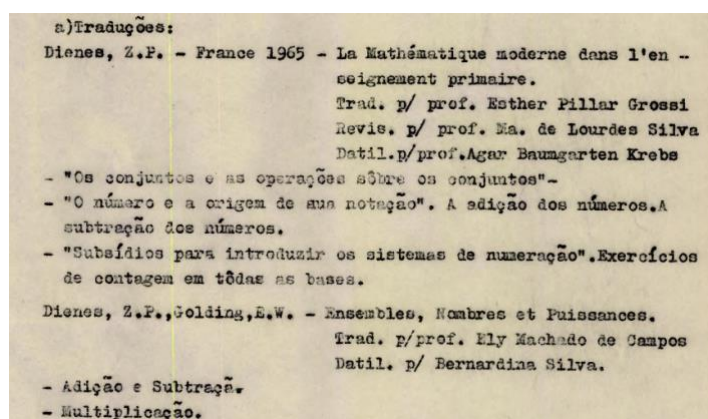 a)Traduções:
Dienes, Z.P. - France 1965 - La Mathématique moderne dans l'en -
seignement primaire.
Trad. p/ prof. Esther Pillar Grossi
Revis. p/ prof. Ma. de Lourdes Silva
Datil.p/prof.Agar Baumgarten Krebs
- "Os conjuntos e as operações sôbre os conjuntos"-
- "O número e a origem de sua notação". A adição dos números.A
subtração dos números.
- "Subsídios para introduzir os sistemas de numeração".Exercícios
de contagem em tôdas as bases.
Dienes, Z.P.,Golding,E.W. - Ensembles, Nombres et Puissances.
Trad. p/prof. Ely Machado de Campos
Datil. p/ Bernardina Silva.
- Adição e Subtraçã.
- Multiplicação.